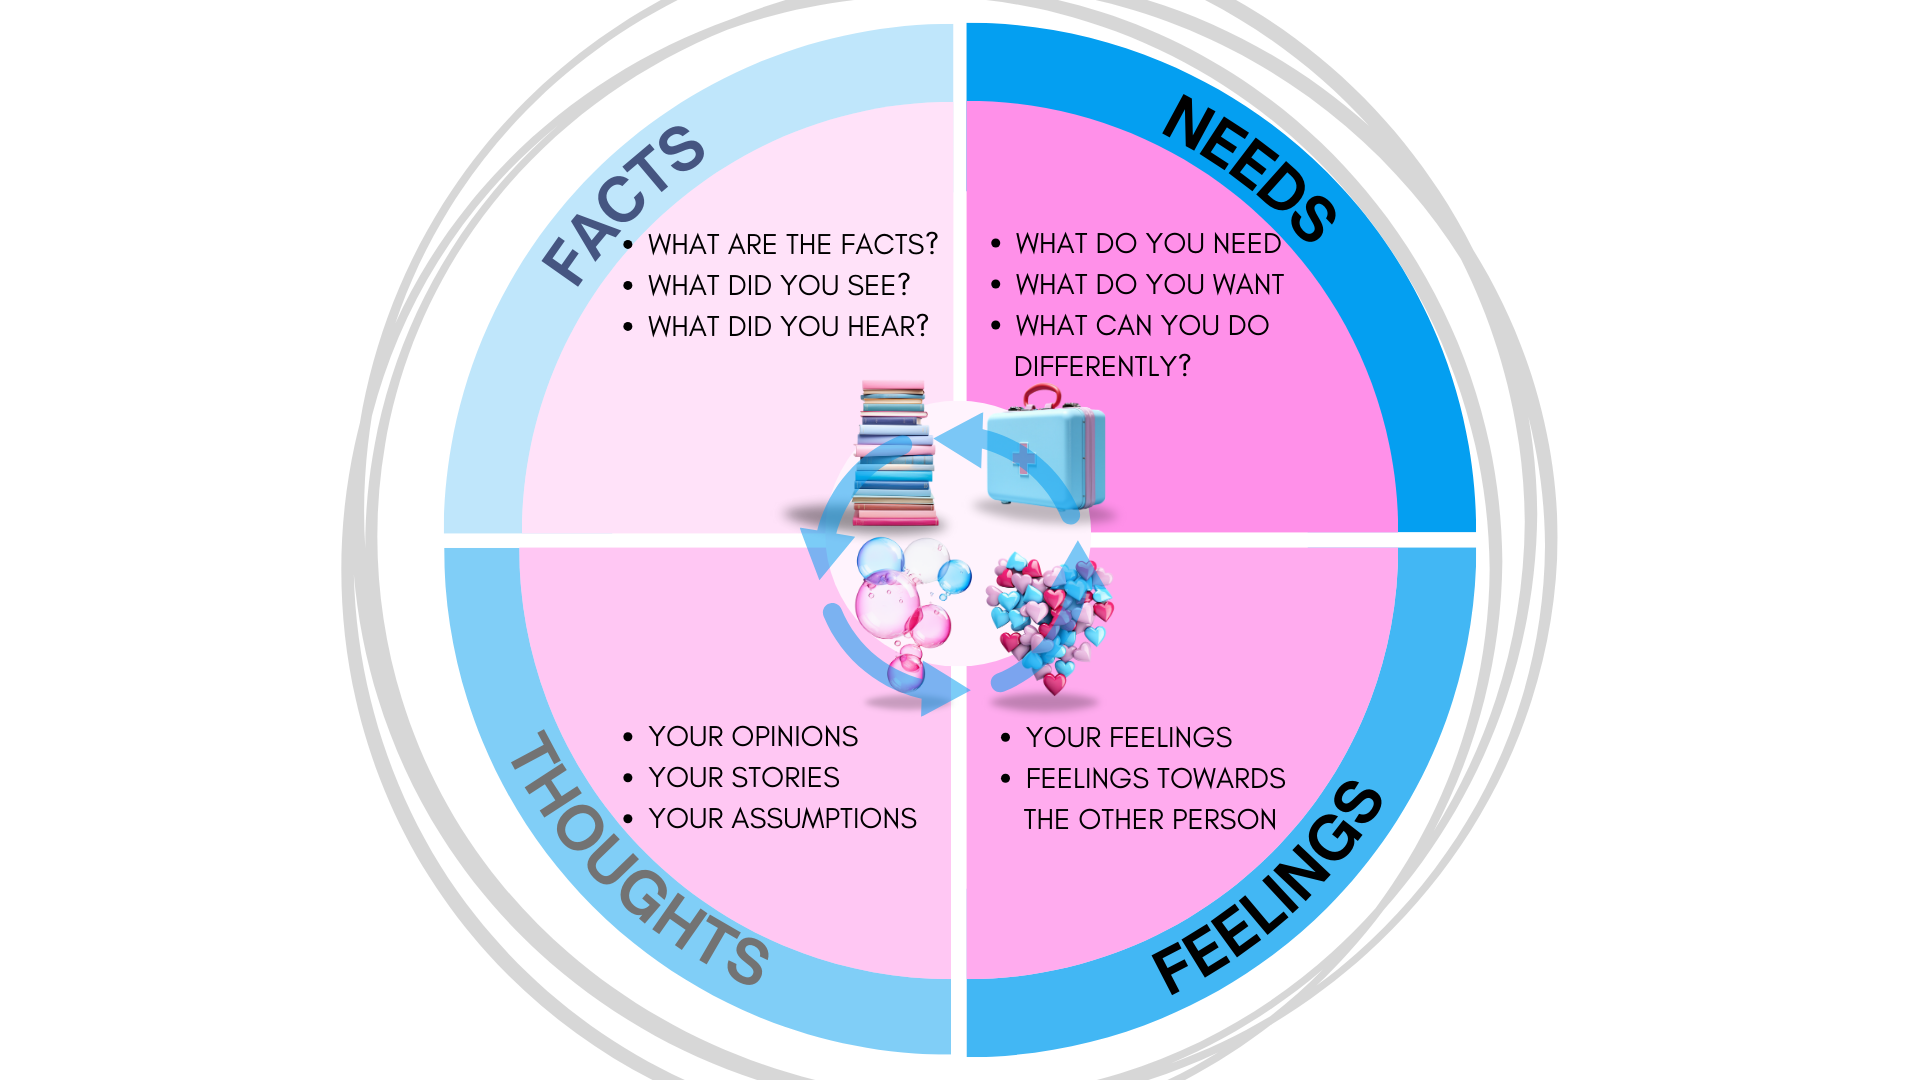 FACTS
• WHAT ARE THE FACTS?
• WHAT DID YOU SEE?
• WHAT DID YOU HEAR?
NEEDS
• WHAT DO YOU NEED
• WHAT DO YOU WANT
• WHAT CAN YOU DO
DIFFERENTLY?
THOUGHTS
• YOUR OPINIONS
• YOUR STORIES
• YOUR ASSUMPTIONS
FEELINGS
• YOUR FEELINGS
• FEELINGS TOWARDS
THE OTHER PERSON